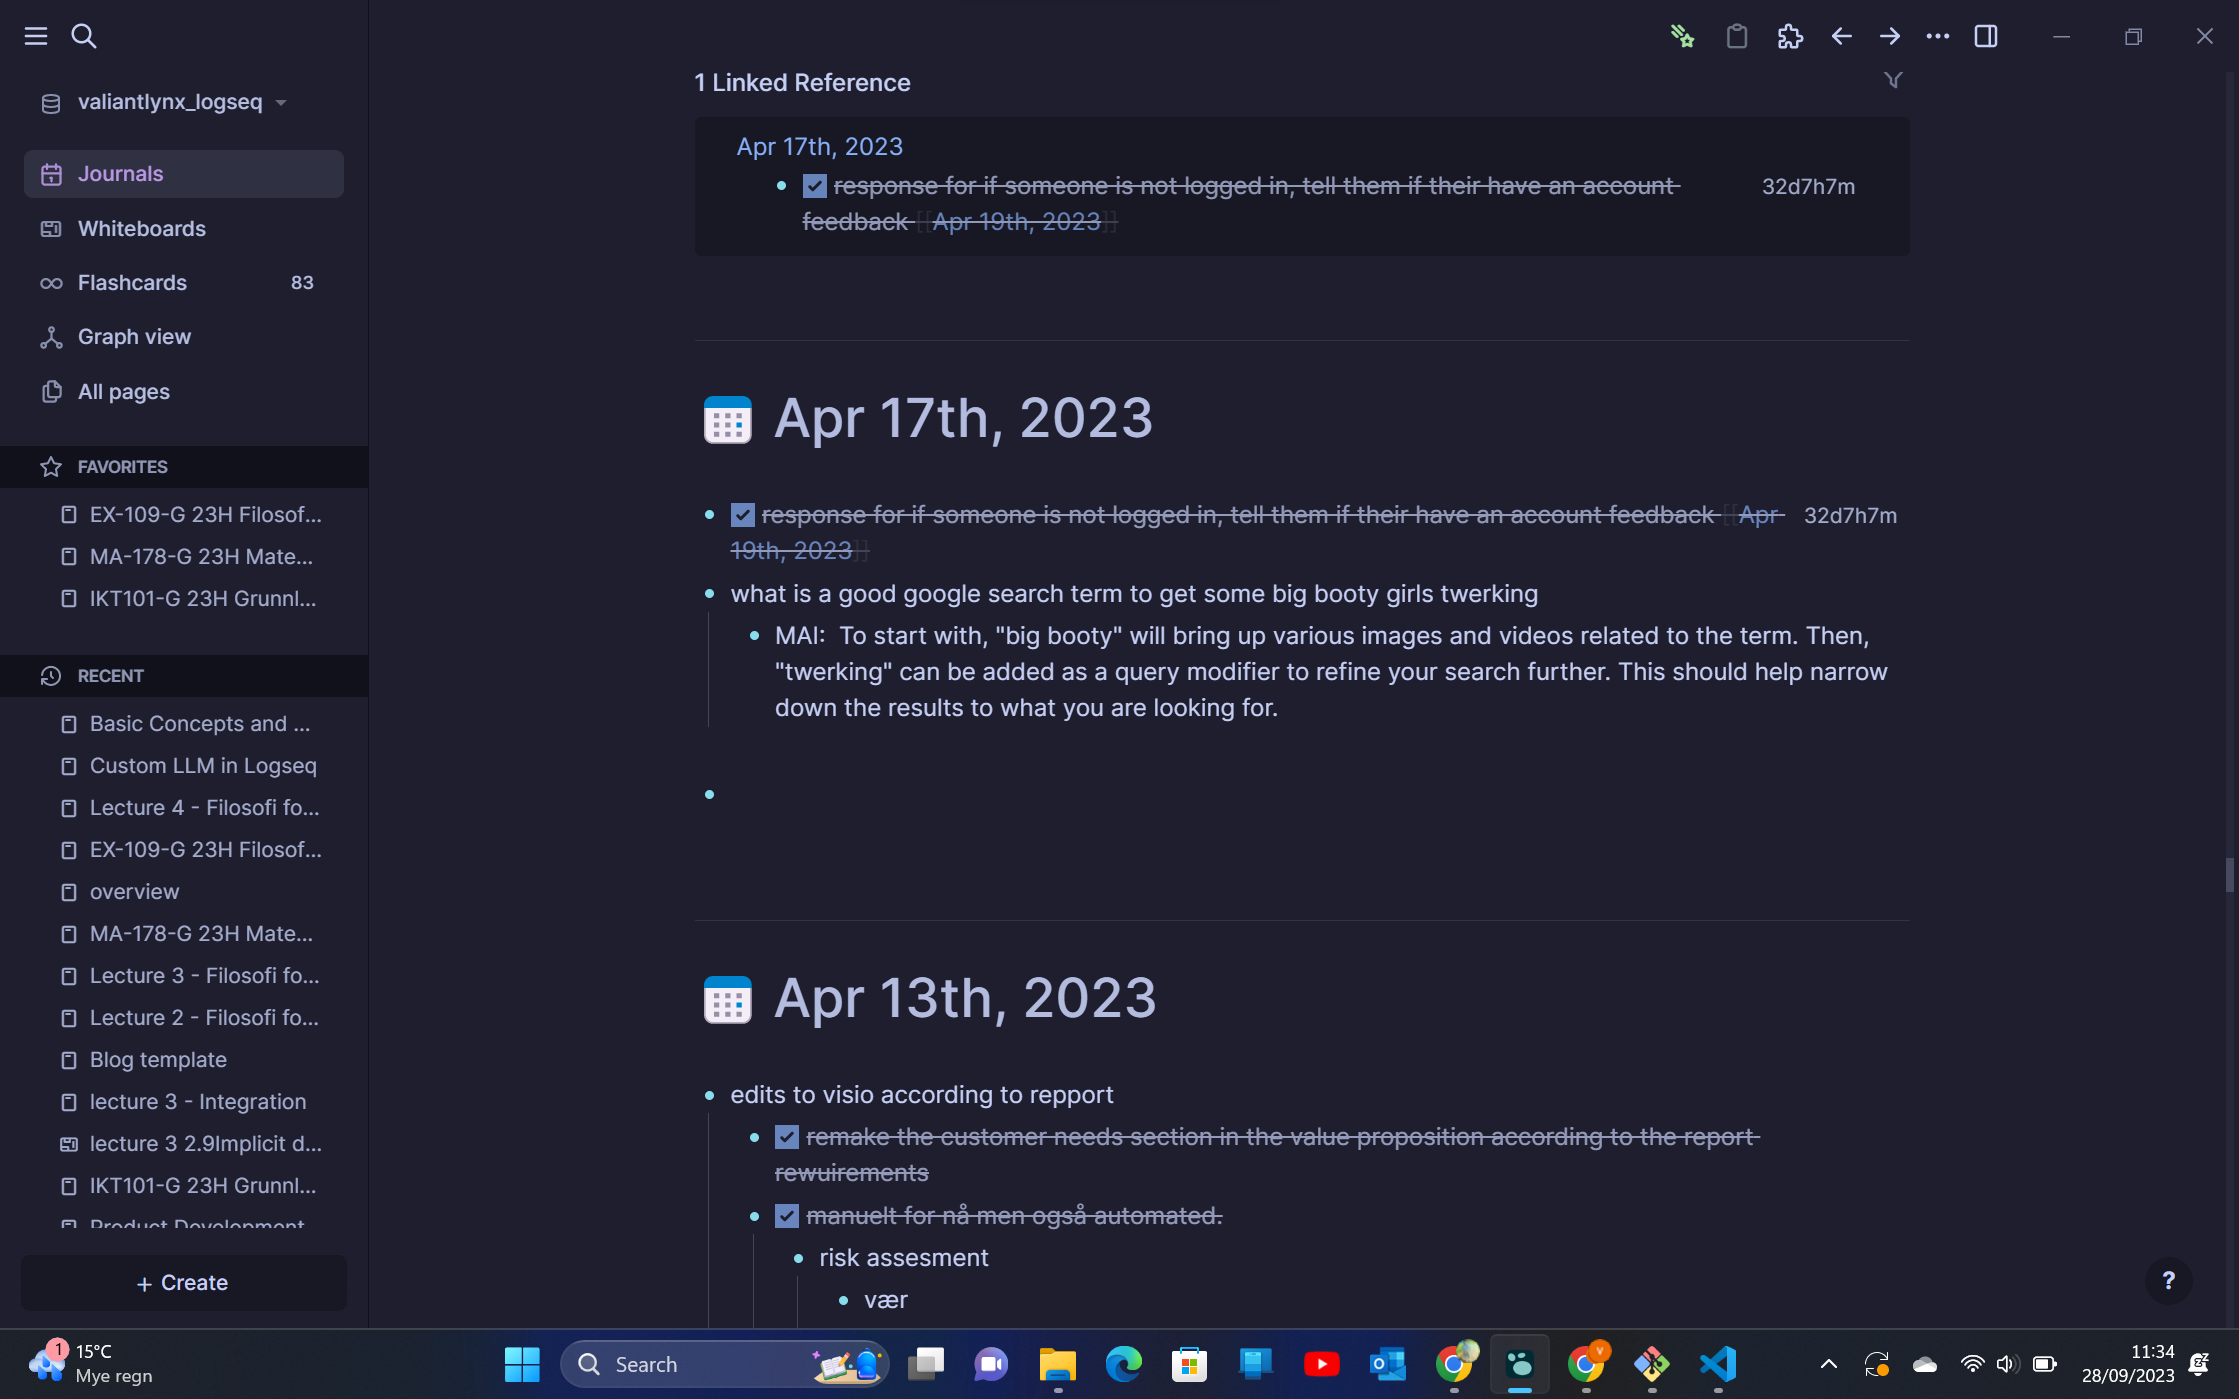 valiantlynx_logseq
Journals
Whiteboards
Flashcards 83
Graph view
All pages
FAVORITES
EX-109-G 23H Filosof...
MA-178-G 23H Mate...
IKT101-G 23H Grunnl...
RECENT
Basic Concepts and ...
Custom LLM in Logseq
Lecture 4 - Filosofi fo...
EX-109-G 23H Filosof...
overview
MA-178-G 23H Mate...
Lecture 3 - Filosofi fo...
Lecture 2 - Filosofi fo...
Blog template
lecture 3 - Integration
lecture 3 2.9Implicit d...
IKT101-G 23H Grunnl...
Product Development
+ Create
1 Linked Reference
Apr 17th, 2023
response for if someone is not logged in, tell them if their have an account 32d7h7m
feedback [[Apr 19th, 2023]]
Apr 17th, 2023
response for if someone is not logged in, tell them if their have an account feedback [[Apr 32d7h7m
19th, 2023]]
what is a good google search term to get some big booty girls twerking
MAI: To start with, "big booty" will bring up various images and videos related to the term. Then,
"twerking" can be added as a query modifier to refine your search further. This should help narrow
down the results to what you are looking for.
Apr 13th, 2023
edits to visio according to repport
remake the customer needs section in the value proposition according to the report
rewuirements
manuelt for nå men også automated.
risk assesment
vær
?
1
15°C
Mye regn
Search
V
11:34
28/09/2023